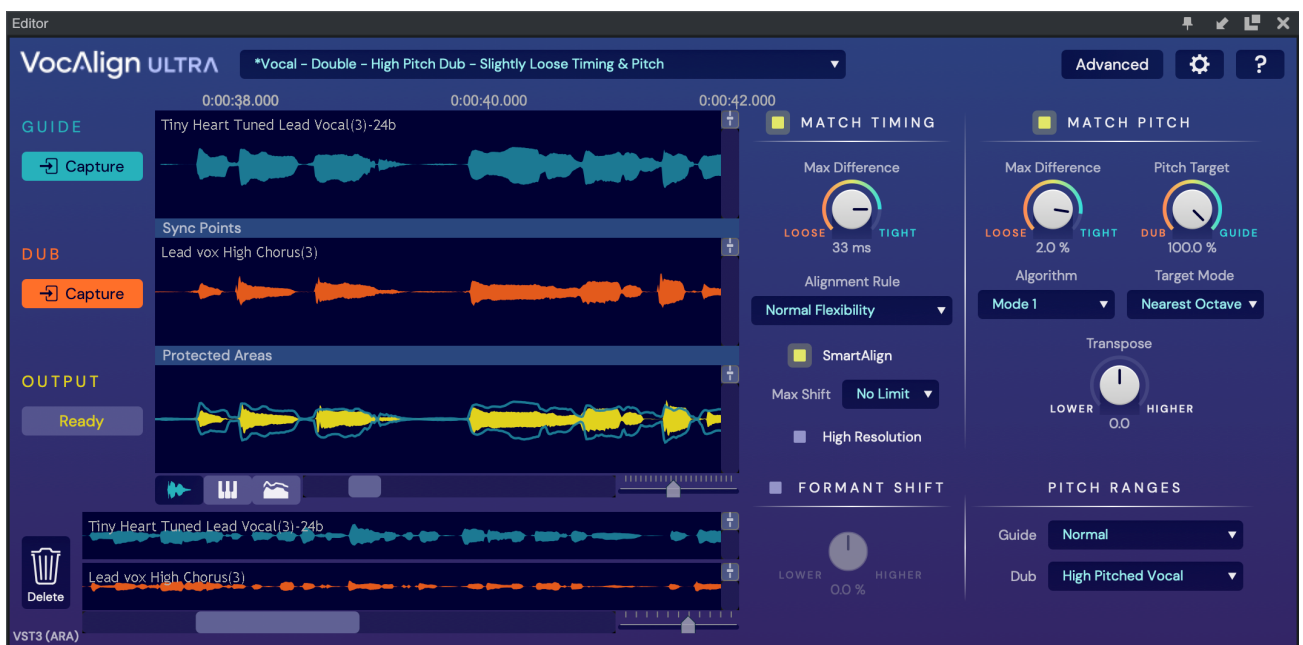 Editor
VocAlign ULTRA
*Vocal - Double - High Pitch Dub - Slightly Loose Timing & Pitch
Advanced
?
0:00:38.000 0:00:40.000 0:00:42.000
GUIDE
Capture
Tiny Heart Tuned Lead Vocal(3)-24b
Sync Points
DUB
Capture
Lead vox High Chorus(3)
Protected Areas
OUTPUT
Ready
MATCH TIMING
Max Difference
LOOSE TIGHT
33 ms
Alignment Rule
Normal Flexibility
SmartAlign
Max Shift No Limit
High Resolution
MATCH PITCH
Max Difference Pitch Target
LOOSE TIGHT DUB GUIDE
2.0 % 100.0 %
Algorithm Target Mode
Mode 1 Nearest Octave
Transpose
LOWER HIGHER
0.0
FORMANT SHIFT
LOWER HIGHER
0.0 %
PITCH RANGES
Guide Normal
Dub High Pitched Vocal
Tiny Heart Tuned Lead Vocal(3)-24b
Lead vox High Chorus(3)
Delete
VST3 (ARA)